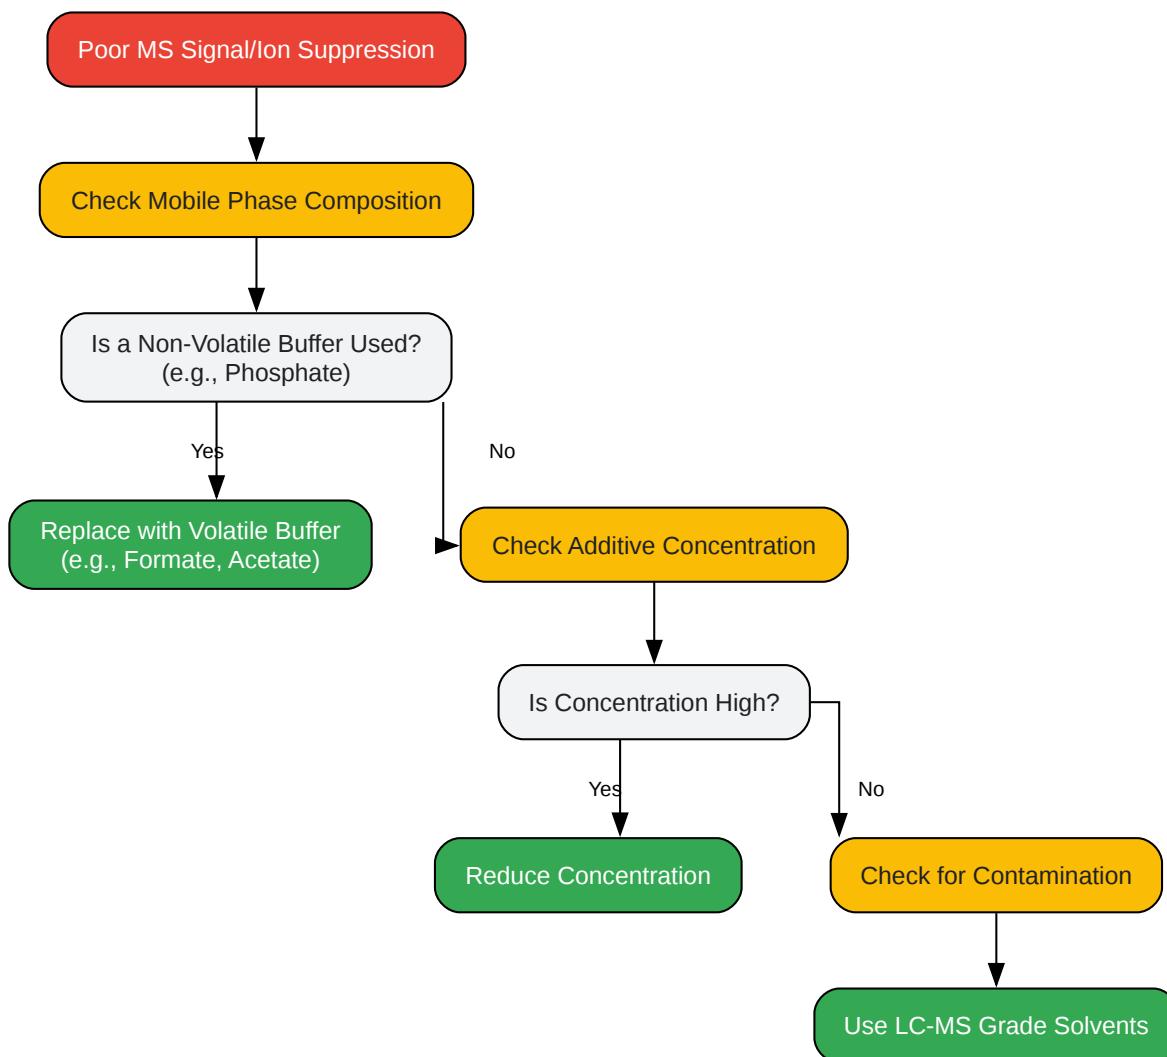 Poor MS Signal/Ion Suppression
Check Mobile Phase Composition
Is a Non-Volatile Buffer Used?
(e.g., Phosphate)
Yes
No
Replace with Volatile Buffer
(e.g., Formate, Acetate)
Check Additive Concentration
Is Concentration High?
Yes
No
Reduce Concentration
Check for Contamination
Use LC-MS Grade Solvents